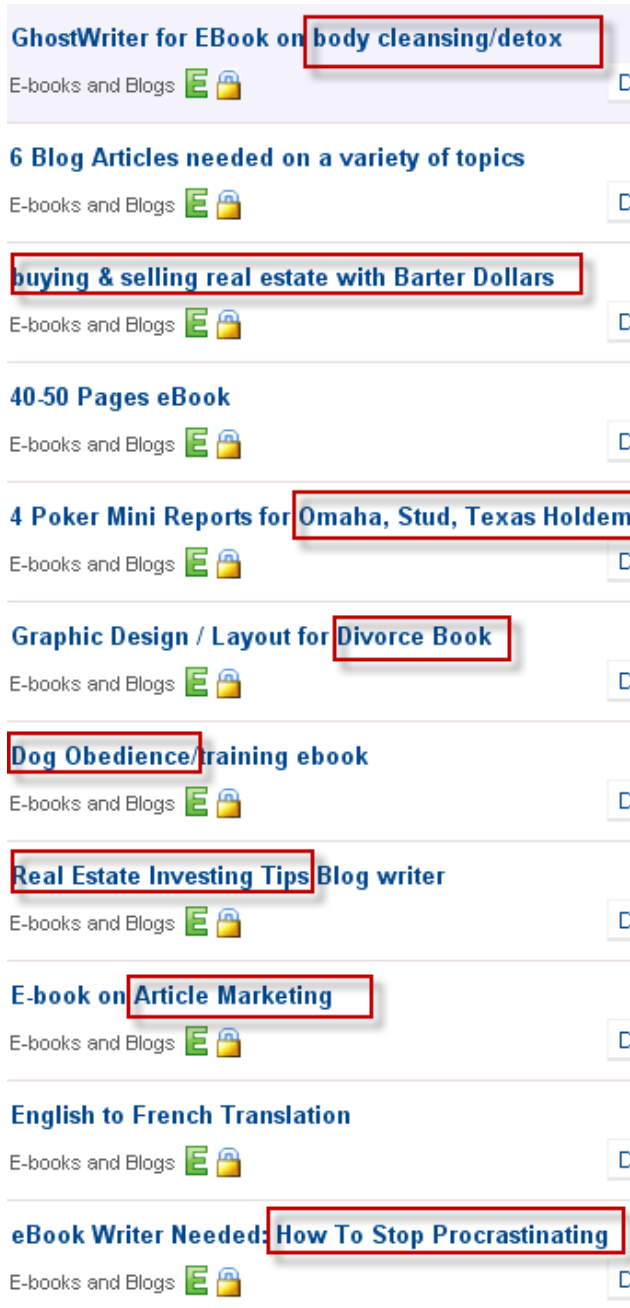 GhostWriter for EBook on body cleansing/detox
E-books and Blogs E
D
6 Blog Articles needed on a variety of topics
E-books and Blogs E
D
buying & selling real estate with Barter Dollars
E-books and Blogs E
D
40-50 Pages eBook
E-books and Blogs E
D
4 Poker Mini Reports for Omaha, Stud, Texas Holdem
E-books and Blogs E
D
Graphic Design / Layout for Divorce Book
E-books and Blogs E
D
Dog Obedience/training ebook
E-books and Blogs E
D
Real Estate Investing Tips Blog writer
E-books and Blogs E
D
E-book on Article Marketing
E-books and Blogs E
D
English to French Translation
E-books and Blogs E
D
eBook Writer Needed: How To Stop Procrastinating
E-books and Blogs E
D